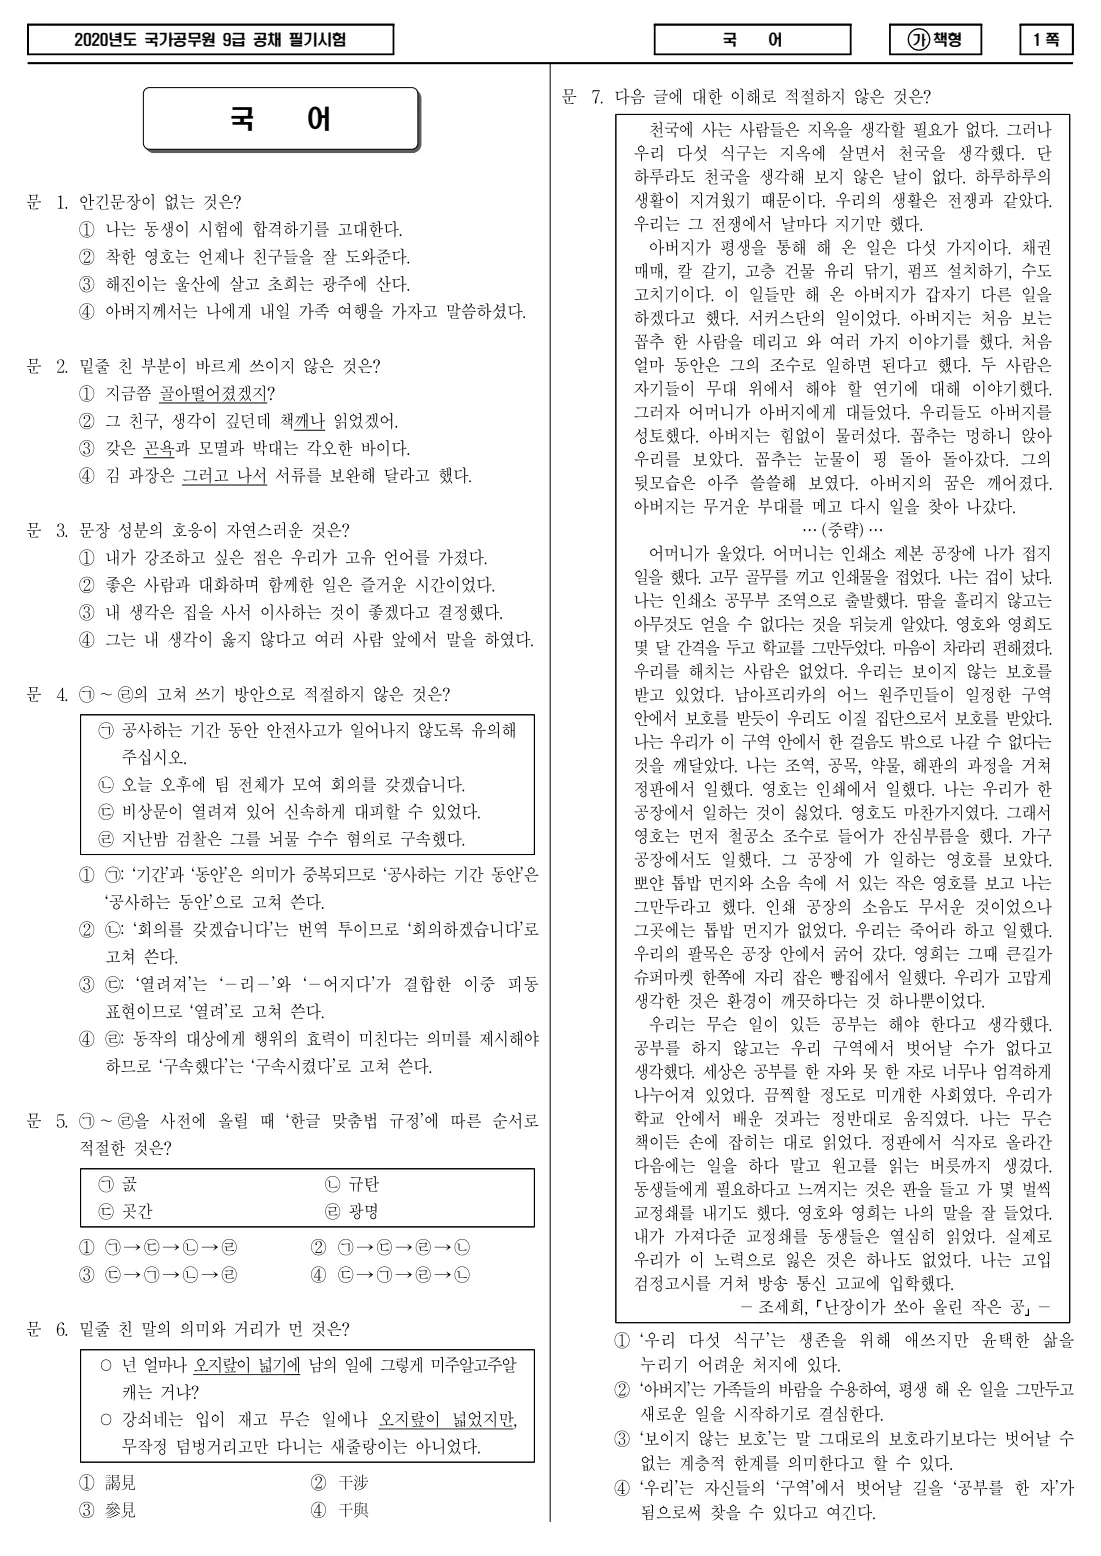 2020년도 국가공무원 9급 공채 필기시험
국 어
㉮ 책형
1 쪽
국 어
문 1. 안긴문장이 없는 것은?
① 나는 동생이 시험에 합격하기를 고대한다.
② 착한 영호는 언제나 친구들을 잘 도와준다.
③ 해진이는 울산에 살고 초희는 광주에 산다.
④ 아버지께서는 나에게 내일 가족 여행을 가자고 말씀하셨다.
문 2. 밑줄 친 부분이 바르게 쓰이지 않은 것은?
① 지금쯤 골아떨어졌겠지?
② 그 친구, 생각이 깊던데 책깨나 읽었겠어.
③ 갖은 곤욕과 모멸과 박대는 각오한 바이다.
④ 김 과장은 그러고 나서 서류를 보완해 달라고 했다.
문 3. 문장 성분의 호응이 자연스러운 것은?
① 내가 강조하고 싶은 점은 우리가 고유 언어를 가졌다.
② 좋은 사람과 대화하며 함께한 일은 즐거운 시간이었다.
③ 내 생각은 집을 사서 이사하는 것이 좋겠다고 결정했다.
④ 그는 내 생각이 옳지 않다고 여러 사람 앞에서 말을 하였다.
문 4. ㉠～㉣의 고쳐 쓰기 방안으로 적절하지 않은 것은?
㉠ 공사하는 기간 동안 안전사고가 일어나지 않도록 유의해
주십시오.
㉡ 오늘 오후에 팀 전체가 모여 회의를 갖겠습니다.
㉢ 비상문이 열려져 있어 신속하게 대피할 수 있었다.
㉣ 지난밤 검찰은 그를 뇌물 수수 혐의로 구속했다.
① ㉠: ‘기간’과 ‘동안’은 의미가 중복되므로 ‘공사하는 기간 동안’은
‘공사하는 동안’으로 고쳐 쓴다.
② ㉡: ‘회의를 갖겠습니다’는 번역 투이므로 ‘회의하겠습니다’로
고쳐 쓴다.
③ ㉢: ‘열려져’는 ‘－리－’와 ‘－어지다’가 결합한 이중 피동
표현이므로 ‘열려’로 고쳐 쓴다.
④ ㉣: 동작의 대상에게 행위의 효력이 미친다는 의미를 제시해야
하므로 ‘구속했다’는 ‘구속시켰다’로 고쳐 쓴다.
문 5. ㉠～㉣을 사전에 올릴 때 ‘한글 맞춤법 규정’에 따른 순서로
적절한 것은?
㉠ 곬 ㉡ 규탄
㉢ 곳간 ㉣ 광명
① ㉠→㉢→㉡→㉣ ② ㉠→㉢→㉣→㉡
③ ㉢→㉠→㉡→㉣ ④ ㉢→㉠→㉣→㉡
문 6. 밑줄 친 말의 의미와 거리가 먼 것은?
○ 넌 얼마나 오지랖이 넓기에 남의 일에 그렇게 미주알고주알
캐는 거냐?
○ 강쇠네는 입이 재고 무슨 일에나 오지랖이 넓었지만,
무작정 덤벙거리고만 다니는 새줄랑이는 아니었다.
① 謁見 ② 干涉
③ 參見 ④ 干與
문 7. 다음 글에 대한 이해로 적절하지 않은 것은?
천국에 사는 사람들은 지옥을 생각할 필요가 없다. 그러나
우리 다섯 식구는 지옥에 살면서 천국을 생각했다. 단
하루라도 천국을 생각해 보지 않은 날이 없다. 하루하루의
생활이 지겨웠기 때문이다. 우리의 생활은 전쟁과 같았다.
우리는 그 전쟁에서 날마다 지기만 했다.
아버지가 평생을 통해 해 온 일은 다섯 가지이다. 채권
매매, 칼 갈기, 고층 건물 유리 닦기, 펌프 설치하기, 수도
고치기이다. 이 일들만 해 온 아버지가 갑자기 다른 일을
하겠다고 했다. 서커스단의 일이었다. 아버지는 처음 보는
꼽추 한 사람을 데리고 와 여러 가지 이야기를 했다. 처음
얼마 동안은 그의 조수로 일하면 된다고 했다. 두 사람은
자기들이 무대 위에서 해야 할 연기에 대해 이야기했다.
그러자 어머니가 아버지에게 대들었다. 우리들도 아버지를
성토했다. 아버지는 힘없이 물러섰다. 꼽추는 멍하니 앉아
우리를 보았다. 꼽추는 눈물이 핑 돌아 돌아갔다. 그의
뒷모습은 아주 쓸쓸해 보였다. 아버지의 꿈은 깨어졌다.
아버지는 무거운 부대를 메고 다시 일을 찾아 나갔다.
… (중략) …
어머니가 울었다. 어머니는 인쇄소 제본 공장에 나가 접지
일을 했다. 고무 골무를 끼고 인쇄물을 접었다. 나는 겁이 났다.
나는 인쇄소 공무부 조역으로 출발했다. 땀을 흘리지 않고는
아무것도 얻을 수 없다는 것을 뒤늦게 알았다. 영호와 영희도
몇 달 간격을 두고 학교를 그만두었다. 마음이 차라리 편해졌다.
우리를 해치는 사람은 없었다. 우리는 보이지 않는 보호를
받고 있었다. 남아프리카의 어느 원주민들이 일정한 구역
안에서 보호를 받듯이 우리도 이질 집단으로서 보호를 받았다.
나는 우리가 이 구역 안에서 한 걸음도 밖으로 나갈 수 없다는
것을 깨달았다. 나는 조역, 공목, 약물, 해판의 과정을 거쳐
정판에서 일했다. 영호는 인쇄에서 일했다. 나는 우리가 한
공장에서 일하는 것이 싫었다. 영호도 마찬가지였다. 그래서
영호는 먼저 철공소 조수로 들어가 잔심부름을 했다. 가구
공장에서도 일했다. 그 공장에 가 일하는 영호를 보았다.
뽀얀 톱밥 먼지와 소음 속에 서 있는 작은 영호를 보고 나는
그만두라고 했다. 인쇄 공장의 소음도 무서운 것이었으나
그곳에는 톱밥 먼지가 없었다. 우리는 죽어라 하고 일했다.
우리의 팔목은 공장 안에서 굵어 갔다. 영희는 그때 큰길가
슈퍼마켓 한쪽에 자리 잡은 빵집에서 일했다. 우리가 고맙게
생각한 것은 환경이 깨끗하다는 것 하나뿐이었다.
우리는 무슨 일이 있든 공부는 해야 한다고 생각했다.
공부를 하지 않고는 우리 구역에서 벗어날 수가 없다고
생각했다. 세상은 공부를 한 자와 못 한 자로 너무나 엄격하게
나누어져 있었다. 끔찍할 정도로 미개한 사회였다. 우리가
학교 안에서 배운 것과는 정반대로 움직였다. 나는 무슨
책이든 손에 잡히는 대로 읽었다. 정판에서 식자로 올라간
다음에는 일을 하다 말고 원고를 읽는 버릇까지 생겼다.
동생들에게 필요하다고 느껴지는 것은 판을 들고 가 몇 벌씩
교정쇄를 내기도 했다. 영호와 영희는 나의 말을 잘 들었다.
내가 가져다준 교정쇄를 동생들은 열심히 읽었다. 실제로
우리가 이 노력으로 잃은 것은 하나도 없었다. 나는 고입
검정고시를 거쳐 방송 통신 고교에 입학했다.
－ 조세희, ｢난장이가 쏘아 올린 작은 공｣ －
① ‘우리 다섯 식구’는 생존을 위해 애쓰지만 윤택한 삶을
누리기 어려운 처지에 있다.
② ‘아버지’는 가족들의 바람을 수용하여, 평생 해 온 일을 그만두고
새로운 일을 시작하기로 결심한다.
③ ‘보이지 않는 보호’는 말 그대로의 보호라기보다는 벗어날 수
없는 계층적 한계를 의미한다고 할 수 있다.
④ ‘우리’는 자신들의 ‘구역’에서 벗어날 길을 ‘공부를 한 자’가
됨으로써 찾을 수 있다고 여긴다.